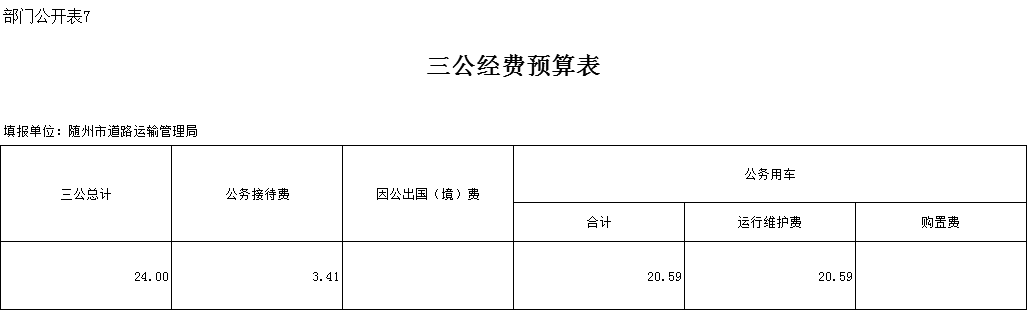 部门公开表7
三公经费预算表
填报单位：随州市道路运输管理局
三公总计 公务接待费 因公出国（境）费 公务用车
合计 运行维护费 购置费
24.00 3.41 20.59 20.59